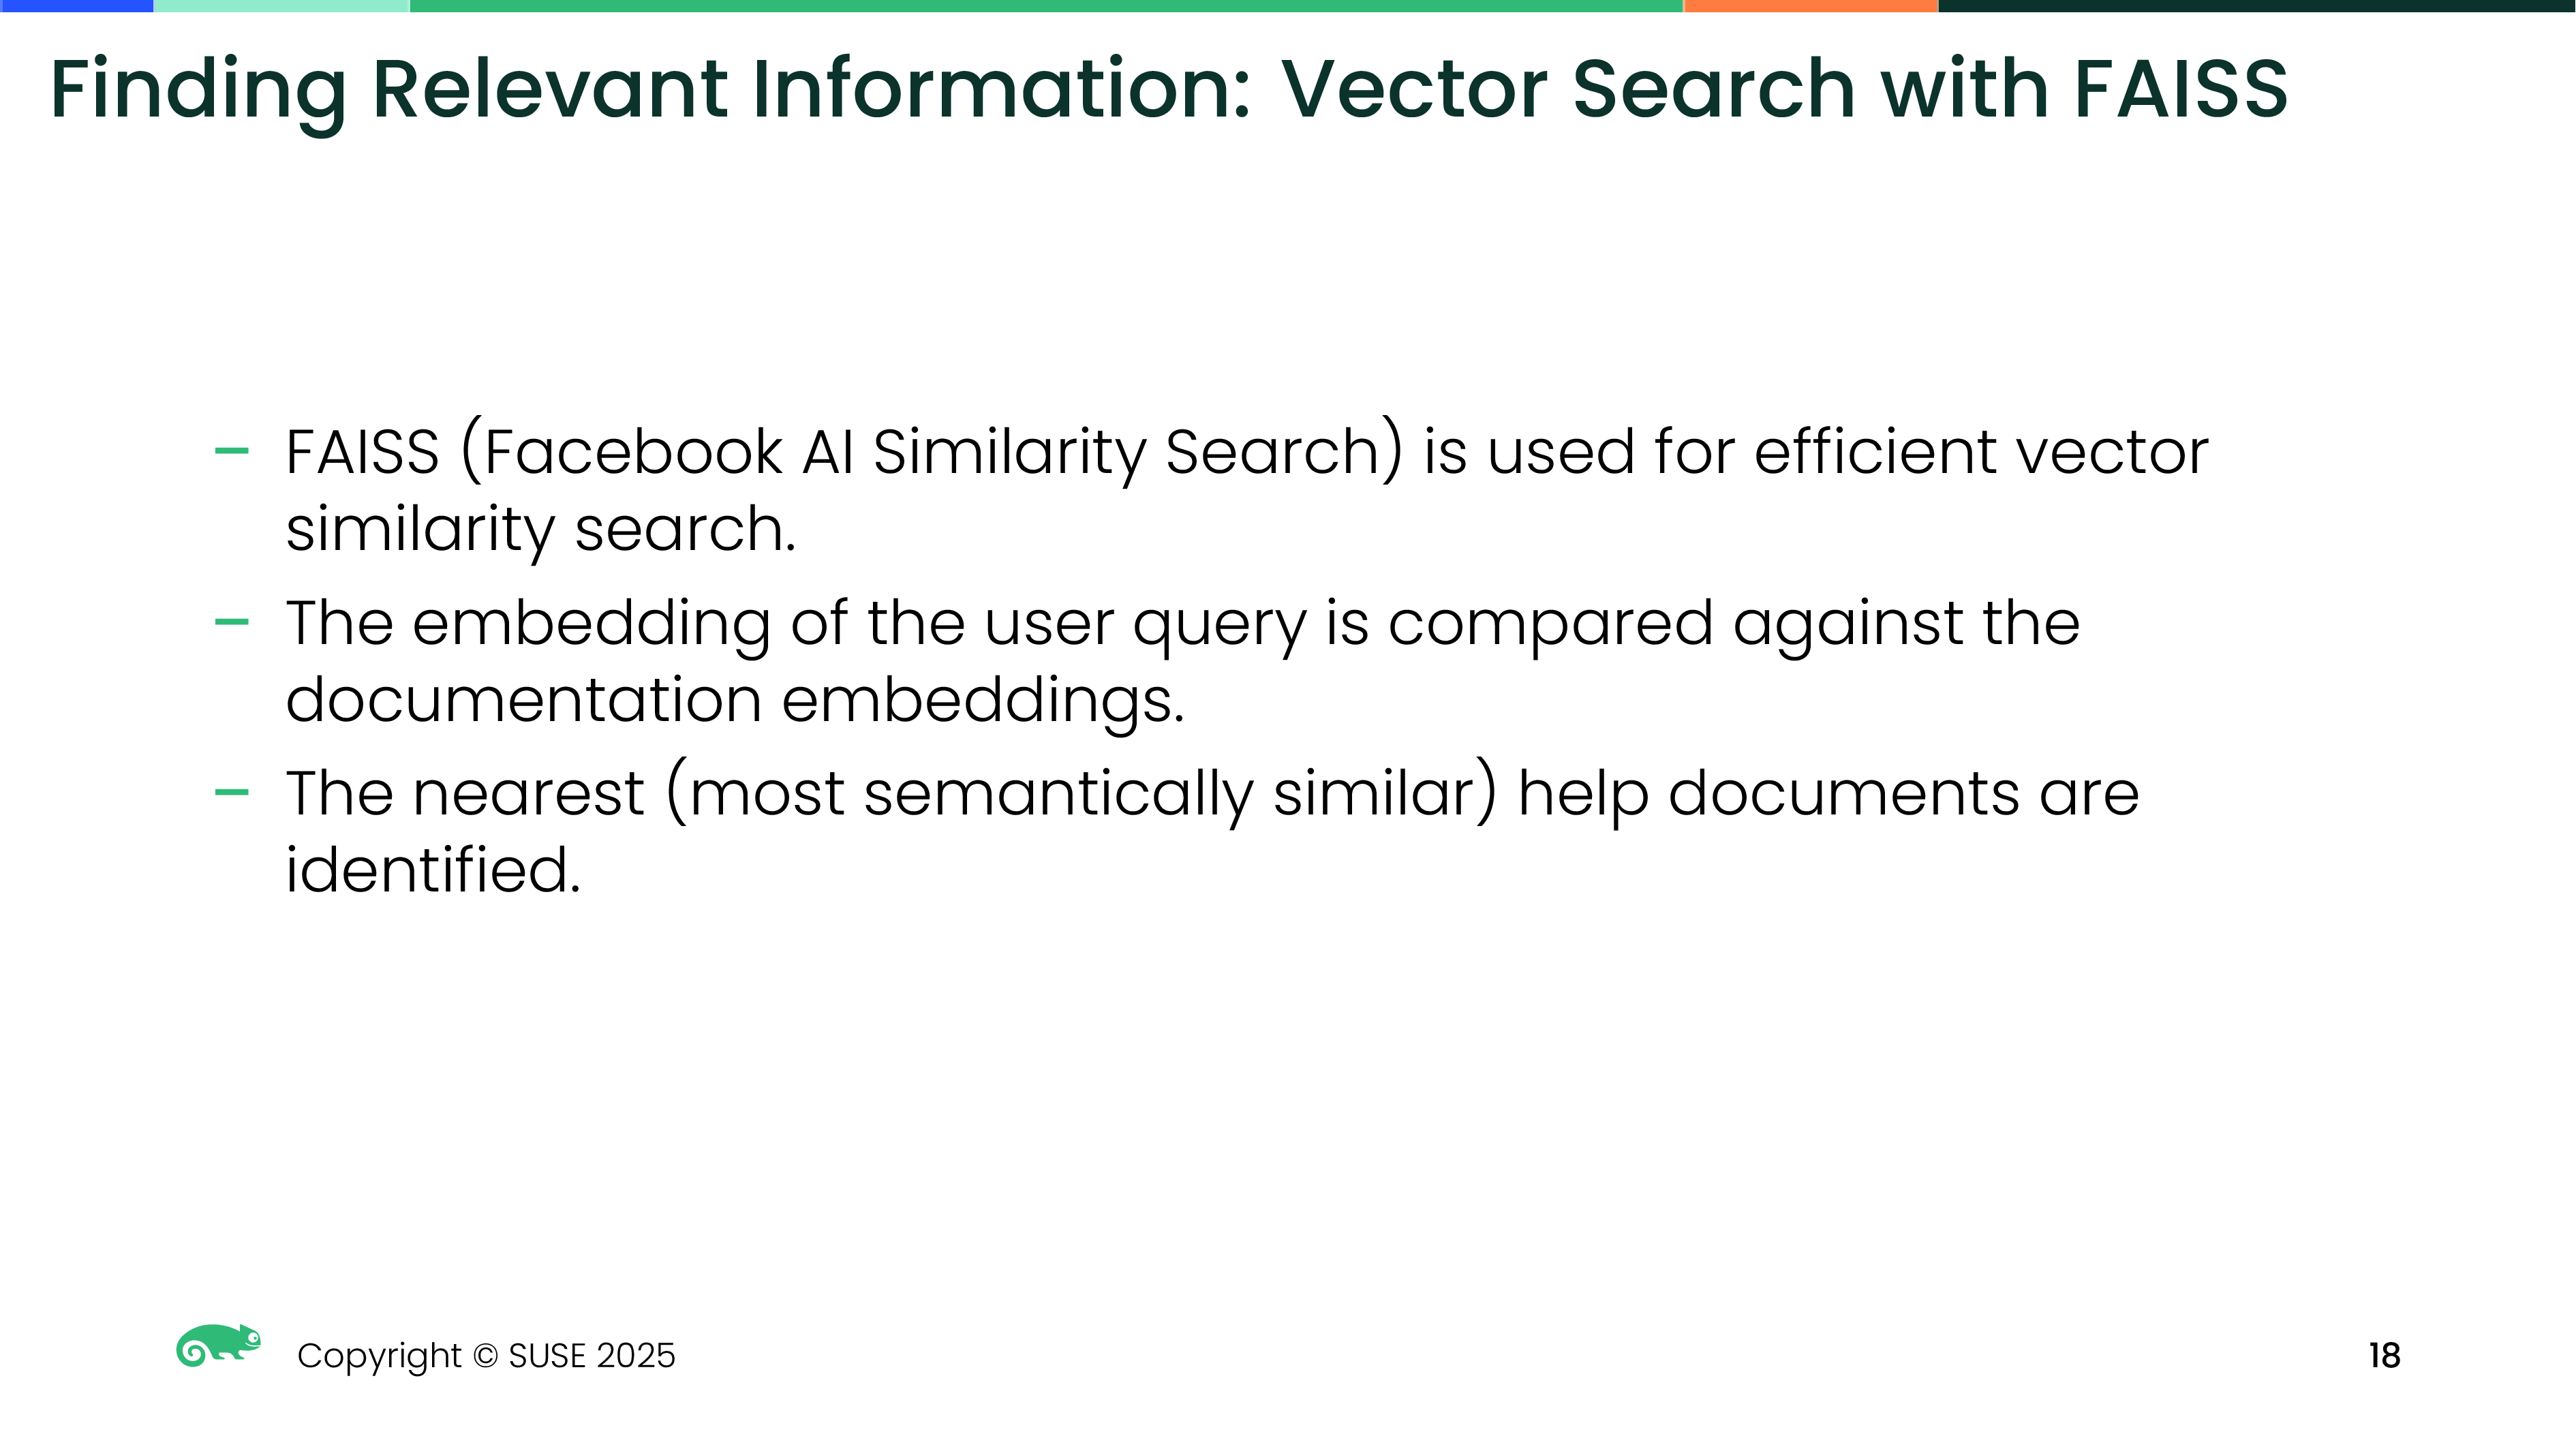 Finding Relevant Information: Vector Search with FAISS
– FAISS (Facebook AI Similarity Search) is used for efficient vector
similarity search.
– The embedding of the user query is compared against the
documentation embeddings.
– The nearest (most semantically similar) help documents are
identified.
Copyright © SUSE 2025
18